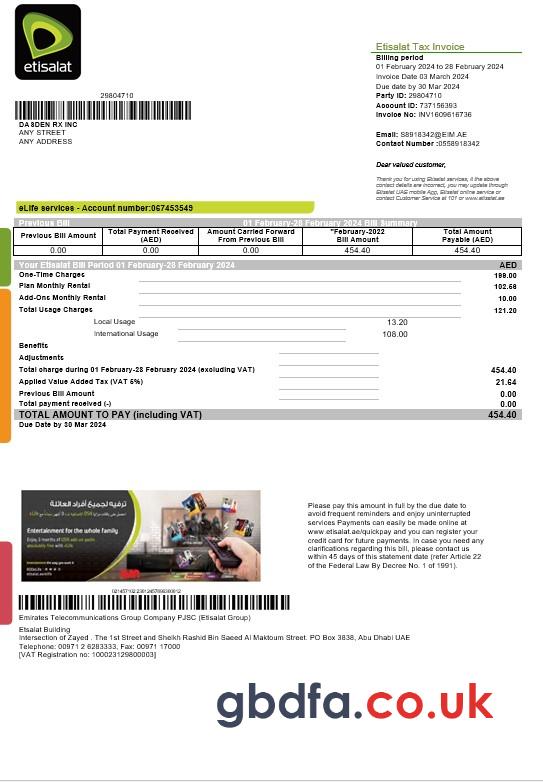 etisalat
Etisalat Tax Invoice
Billing period
01 February 2024 to 28 February 2024
Invoice Date 03 March 2024
Due date by 30 Mar 2024
Party ID: 29804710
Account ID: 737156393
Invoice No: INV1609616736
Email: S8918342@EIM.AE
Contact Number :0558918342
29804710
DA8DEN RX INC
ANY STREET
ANY ADDRESS
Dear valued customer,
Thank you for using Etisalat services, if the above
contact details are incorrect, you may update through
Etisalat UAE mobile App, Etisalat online service or
contact Customer Service at 101 or www.etisalat.ae
eLife services - Account number:067453549
Previous Bill 01 February-28 February 2024 Bill Summary
Previous Bill Amount Total Payment Received (AED) Amount Carried Forward From Previous Bill "February-2022 Bill Amount Total Amount Payable (AED)
0.00 0.00 0.00 454.40 454.40
Your Etisalat Bill Period 01 February-28 February 2024 AED
One-Time Charges 199.00
Plan Monthly Rental 102.56
Add-Ons Monthly Rental 10.00
Total Usage Charges 121.20
Local Usage 13.20
International Usage 108.00
Benefits
Adjustments
Total charge during 01 February-28 February 2024 (excluding VAT) 454.40
Applied Value Added Tax (VAT 5%) 21.64
Previous Bill Amount 0.00
Total payment received (-) 0.00
TOTAL AMOUNT TO PAY (including VAT) 454.40
Due Date by 30 Mar 2024
ترفيه لجميع أفراد العائلة
Entertainment for the whole family
Please pay this amount in full by the due date to
avoid frequent reminders and enjoy uninterrupted
services Payments can easily be made online at
www.etisalat.ae/quickpay and you can register your
credit card for future payments. In case you need any
clarifications regarding this bill, please contact us
within 45 days of this statement date (refer Article 22
of the Federal Law By Decree No. 1 of 1991).
Emirates Telecommunications Group Company PJSC (Etisalat Group)
Etisalat Building
Intersection of Zayed . The 1st Street and Sheikh Rashid Bin Saeed Al Maktoum Street. PO Box 3838, Abu Dhabi UAE
Telephone: 00971 2 6283333, Fax: 00971 17000
[VAT Registration no: 100023129800003]
gbdfa.co.uk